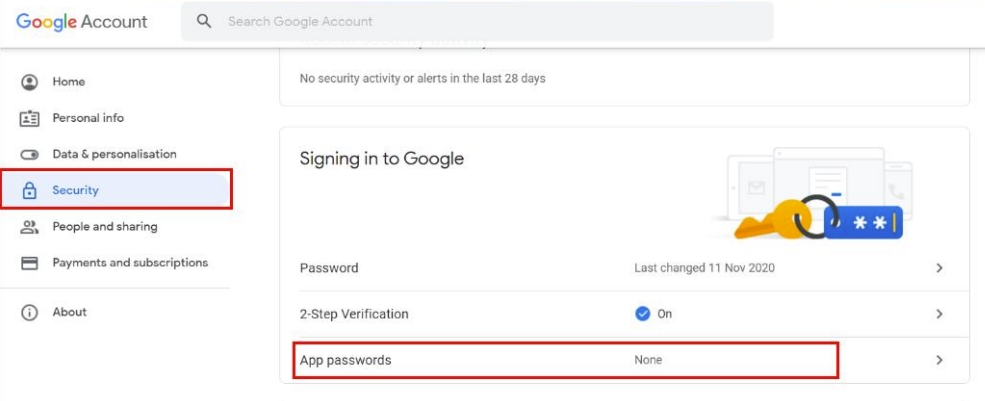 Google Account
Search Google Account
Home
Personal info
Data & personalisation
Security
People and sharing
Payments and subscriptions
About
No security activity or alerts in the last 28 days
Signing in to Google
**
Password Last changed 11 Nov 2020
2-Step Verification On
App passwords None